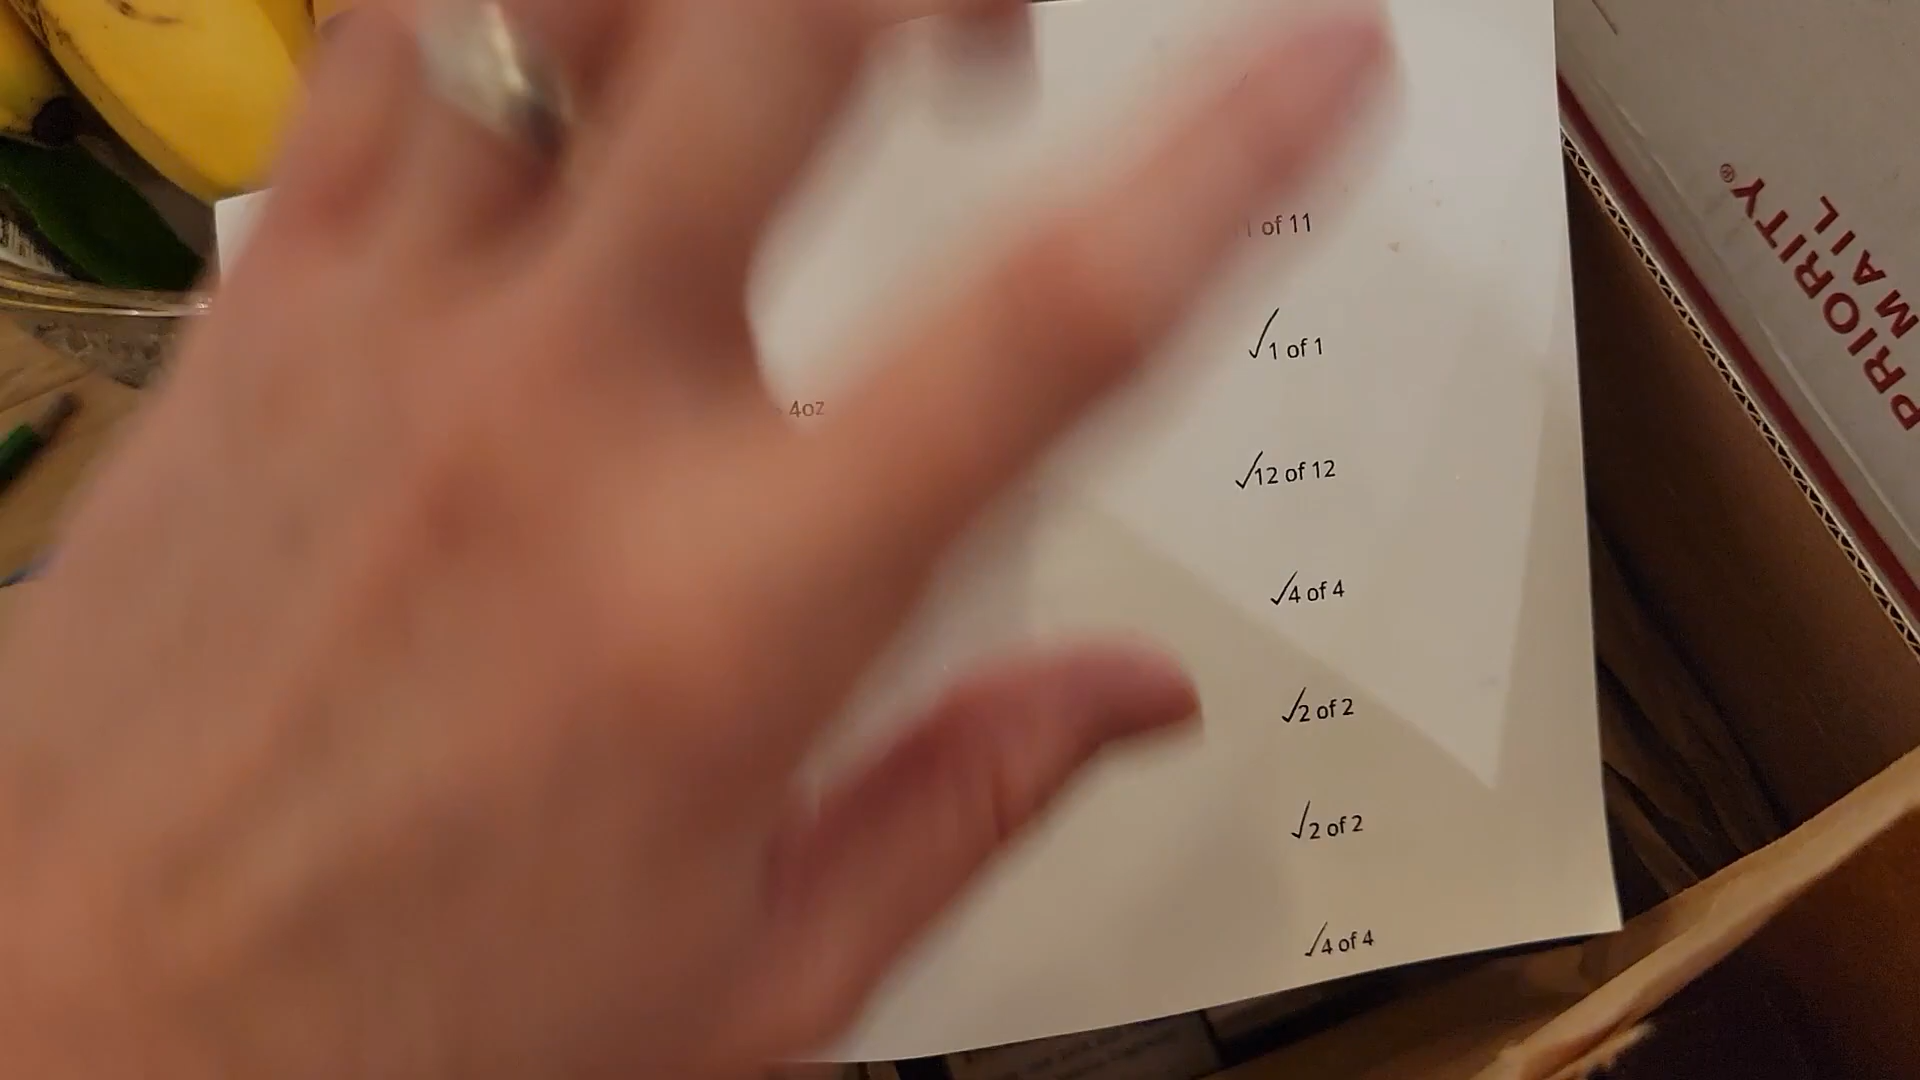 of 11
✓1 of 1
4oz
✓12 of 12
✓4 of 4
✓2 of 2
✓2 of 2
✓4 of 4
PRIORITY®
MAIL